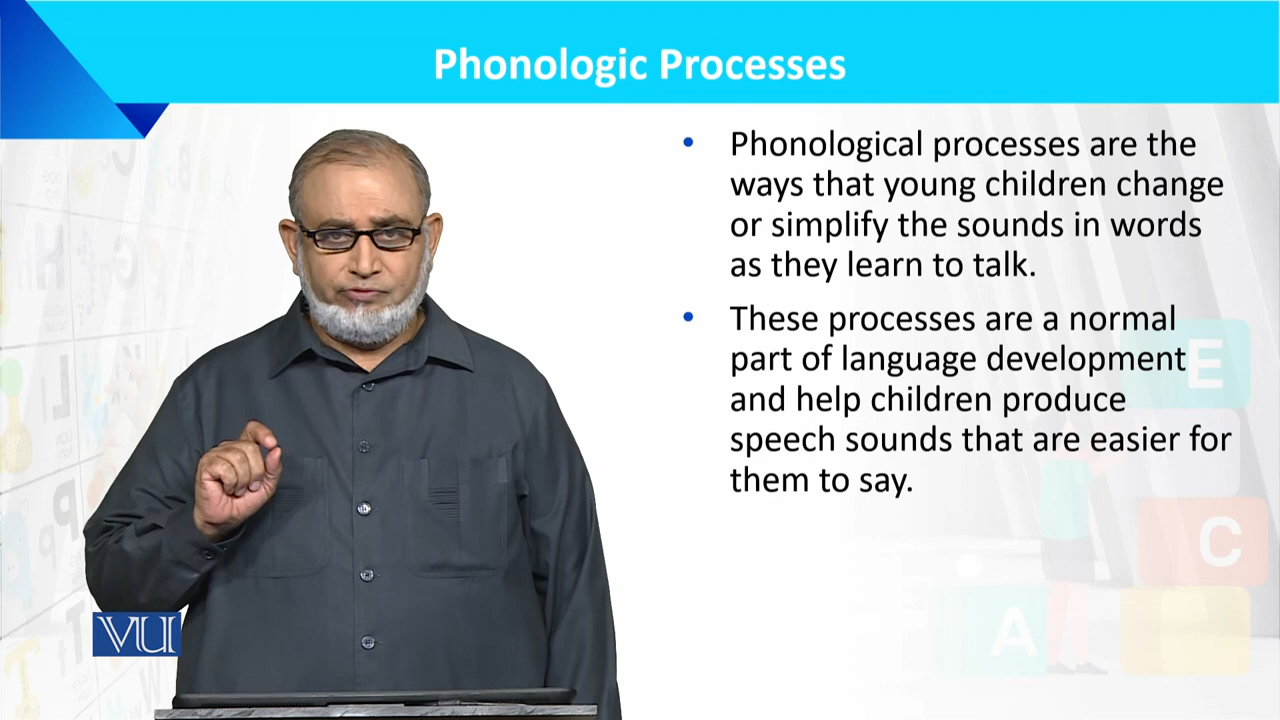 Phonologic Processes
• Phonological processes are the
ways that young children change
or simplify the sounds in words
as they learn to talk.
• These processes are a normal
part of language development
and help children produce
speech sounds that are easier for
them to say.
E
C
A
VU